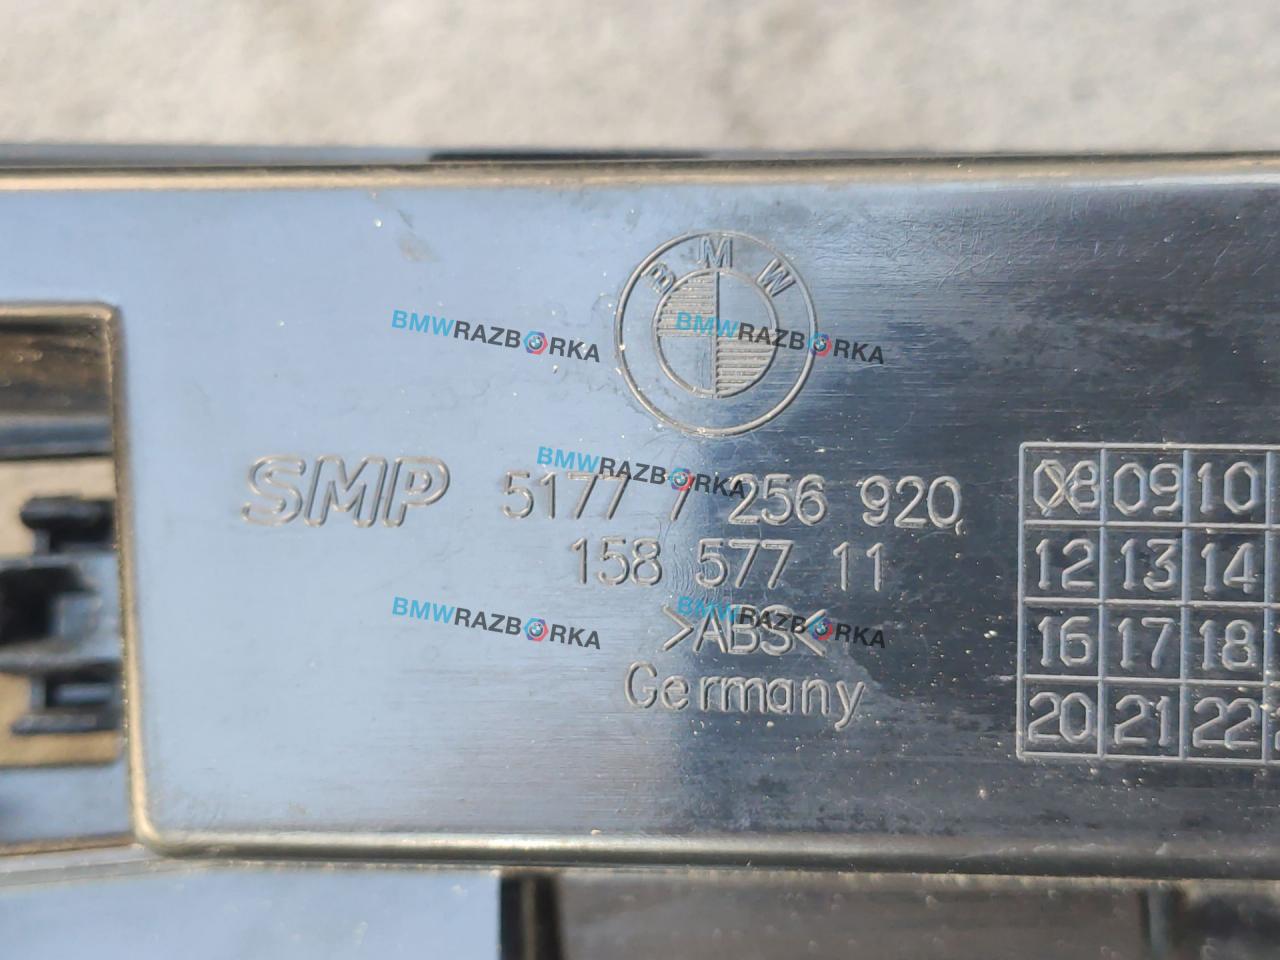 BMW
BMWRAZBORKA
BMWRAZBORKA
BMWRAZBORKA
SMP 5177 7 256 920
158 577 11
>ABS<
BMWRAZBORKA
BMWRAZBORKA
Germany
08 09 10
12 13 14
16 17 18
20 21 22